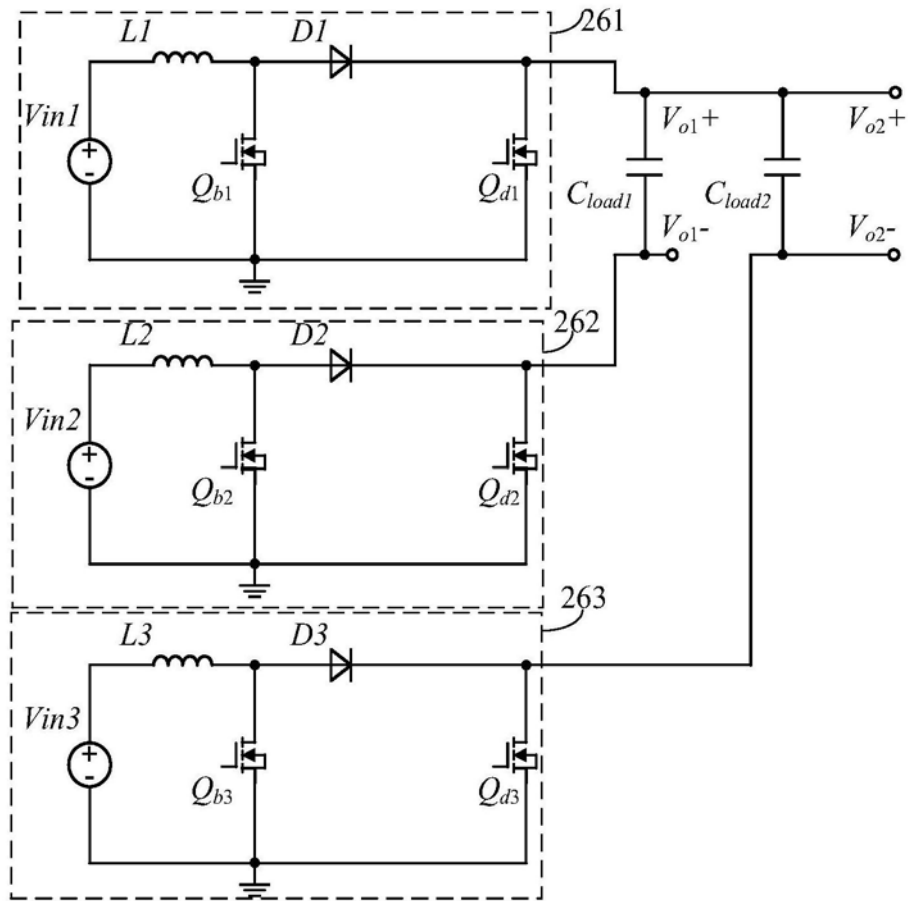 261
L1
D1
Vin1
+
-
Qb1
Qd1
Vo1+
Vo2+
Cload1
Cload2
Vo1-
Vo2-
262
L2
D2
Vin2
+
-
Qb2
Qd2
263
L3
D3
Vin3
+
-
Qb3
Qd3